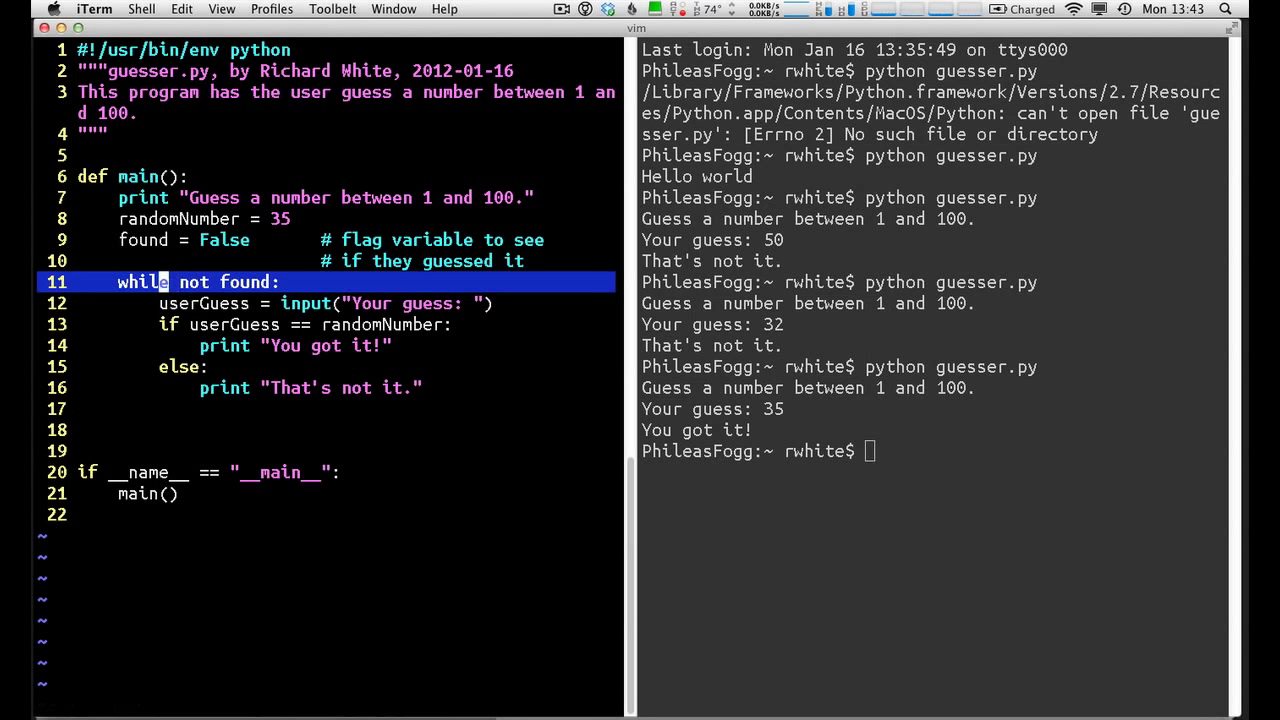 iTerm Shell Edit View Profiles Toolbelt Window Help 74° 0.0KB/s 0.0KB/s Charged Mon 13:43
vim
1 #!/usr/bin/env python
2 """guesser.py, by Richard White, 2012-01-16
3 This program has the user guess a number between 1 an
d 100.
4 """
5
6 def main():
7 print "Guess a number between 1 and 100."
8 randomNumber = 35
9 found = False # flag variable to see
10 # if they guessed it
11 while not found:
12 userGuess = input("Your guess: ")
13 if userGuess == randomNumber:
14 print "You got it!"
15 else:
16 print "That's not it."
17
18
19
20 if __name__ == "__main__":
21 main()
22
~
~
~
~
~
~
~
~
Last login: Mon Jan 16 13:35:49 on ttys000
PhileasFogg:~ rwhite$ python guesser.py
/Library/Frameworks/Python.framework/Versions/2.7/Resourc
es/Python.app/Contents/MacOS/Python: can't open file 'gue
sser.py': [Errno 2] No such file or directory
PhileasFogg:~ rwhite$ python guesser.py
Hello world
PhileasFogg:~ rwhite$ python guesser.py
Guess a number between 1 and 100.
Your guess: 50
That's not it.
PhileasFogg:~ rwhite$ python guesser.py
Guess a number between 1 and 100.
Your guess: 32
That's not it.
PhileasFogg:~ rwhite$ python guesser.py
Guess a number between 1 and 100.
Your guess: 35
You got it!
PhileasFogg:~ rwhite$